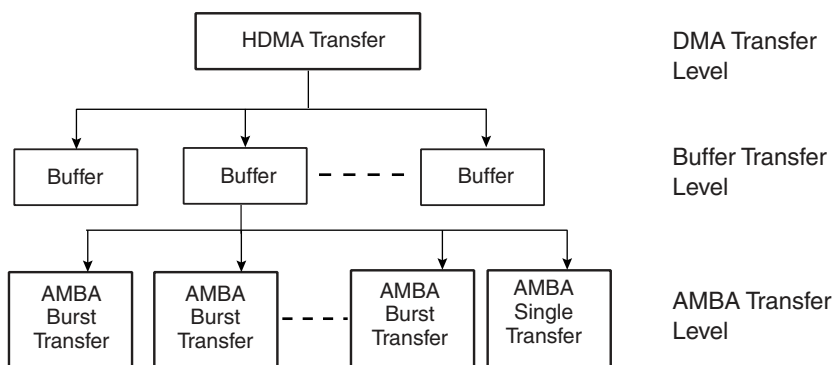 HDMA Transfer
DMA Transfer
Level
Buffer
Buffer
Buffer
Buffer Transfer
Level
AMBA
Burst
Transfer
AMBA
Burst
Transfer
AMBA
Burst
Transfer
AMBA
Single
Transfer
AMBA Transfer
Level